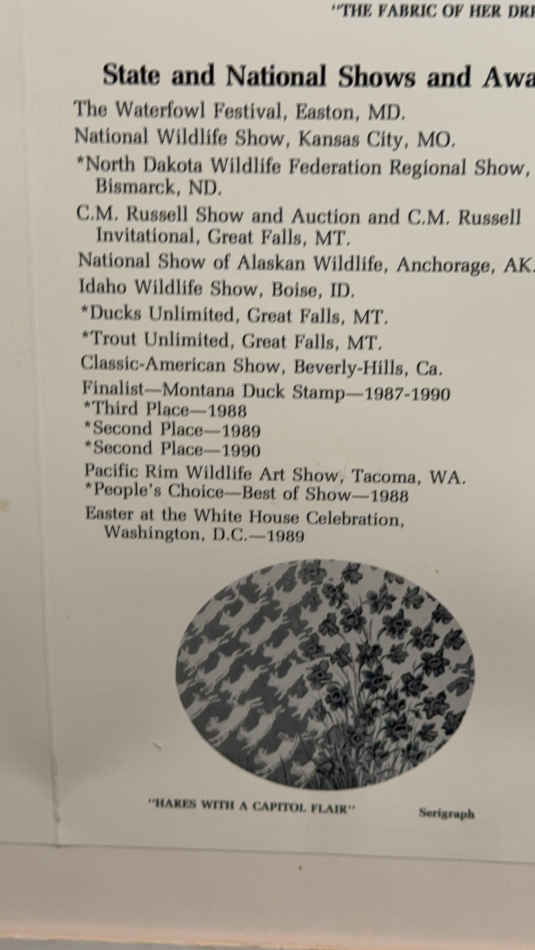 "THE FABRIC OF HER
State and National Shows and
The Waterfowl Festival, Easton, MD.
National Wildlife Show, Kansas City, MO.
*North Dakota Wildlife Federation Regional Show,
Bismarck, ND.
C.M. Russell Show and Auction and C.M. Russell
Invitational, Great Falls, MT.
National Show of Alaskan Wildlife, Anchorage, AK.
Idaho Wildlife Show, Boise, ID.
*Ducks Unlimited, Great Falls, MT.
*Trout Unlimited, Great Falls, MT.
Classic-American Show, Beverly-Hills, Ca.
Finalist—Montana Duck Stamp—1987-1990
*Third Place—1988
*Second Place—1989
*Second Place—1990
Pacific Rim Wildlife Art Show, Tacoma, WA.
*People's Choice—Best of Show—1988
Easter at the White House Celebration,
Washington, D.C.—1989
"HARES WITH A CAPITOL FLAIR" Serigraph